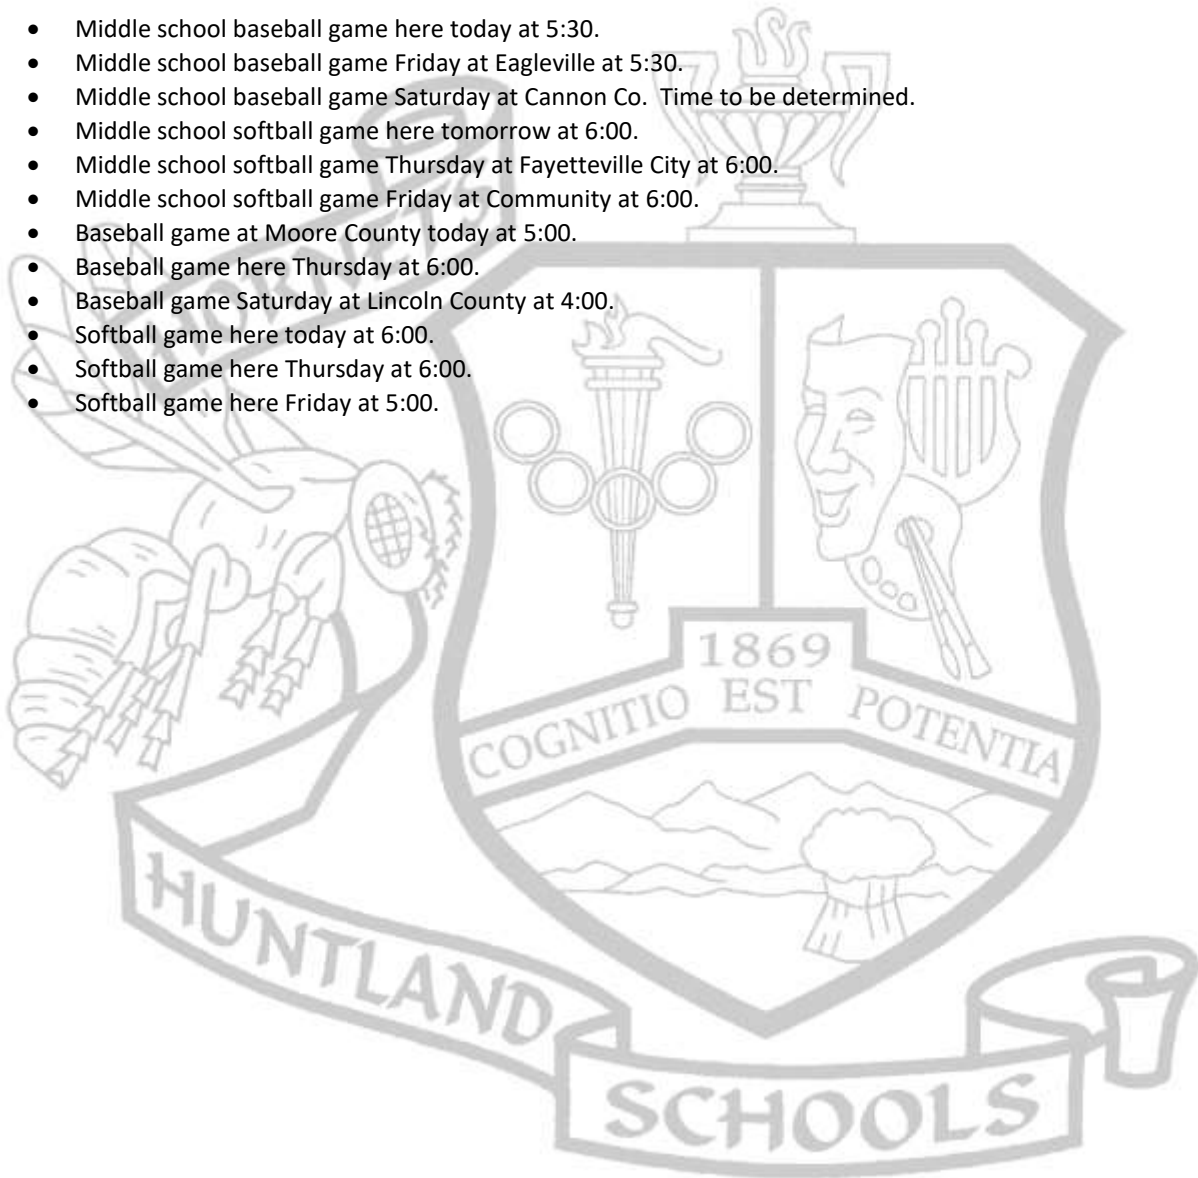 • Middle school baseball game here today at 5:30.
• Middle school baseball game Friday at Eagleville at 5:30.
• Middle school baseball game Saturday at Cannon Co.  Time to be determined.
• Middle school softball game here tomorrow at 6:00.
• Middle school softball game Thursday at Fayetteville City at 6:00.
• Middle school softball game Friday at Community at 6:00.
• Baseball game at Moore County today at 5:00.
• Baseball game here Thursday at 6:00.
• Baseball game Saturday at Lincoln County at 4:00.
• Softball game here today at 6:00.
• Softball game here Thursday at 6:00.
• Softball game here Friday at 5:00.
HORNETS
1869
COGNITIO EST POTENTIA
HUNTLAND
SCHOOLS